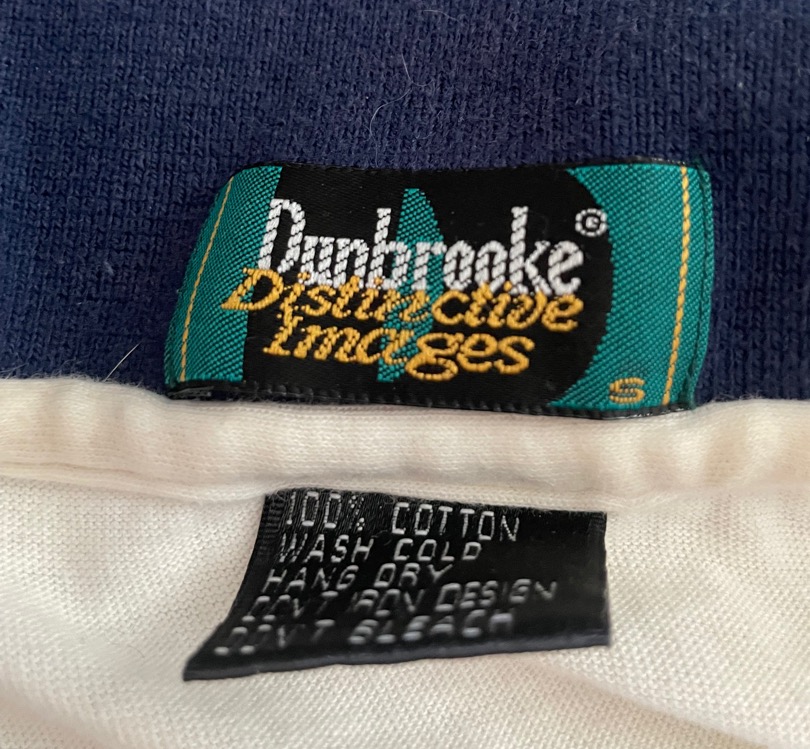 Dunbrooke®
Distinctive
Images
S
100% COTTON
WASH COLD
HANG DRY
DON'T IRON DESIGN
DON'T BLEACH